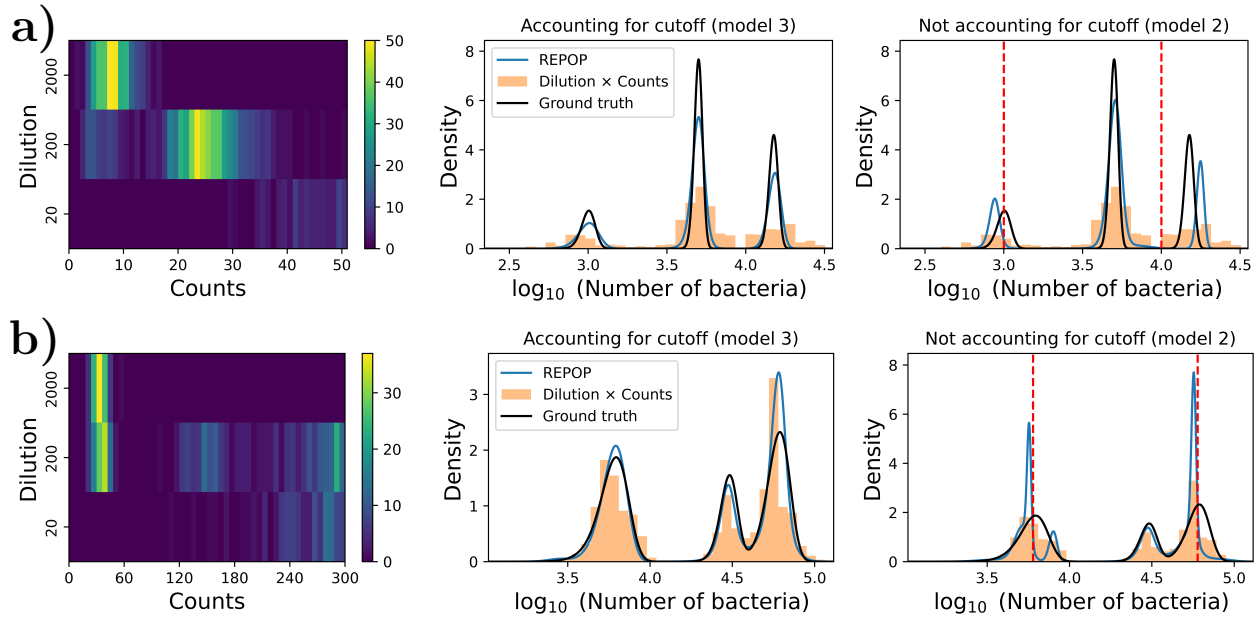 a)
Accounting for cutoff (model 3)
Not accounting for cutoff (model 2)
Dilution
2000
200
20
0 10 20 30 40 50
Counts
50
40
30
20
10
0
Density
8
6
4
2
0
REPOP
Dilution × Counts
Ground truth
2.5 3.0 3.5 4.0 4.5
log₁₀ (Number of bacteria)
Density
8
6
4
2
0
2.5 3.0 3.5 4.0 4.5
log₁₀ (Number of bacteria)
b)
Accounting for cutoff (model 3)
Not accounting for cutoff (model 2)
Dilution
2000
200
20
0 60 120 180 240 300
Counts
30
20
10
0
Density
3
2
1
0
REPOP
Dilution × Counts
Ground truth
3.5 4.0 4.5 5.0
log₁₀ (Number of bacteria)
Density
8
6
4
2
0
3.5 4.0 4.5 5.0
log₁₀ (Number of bacteria)